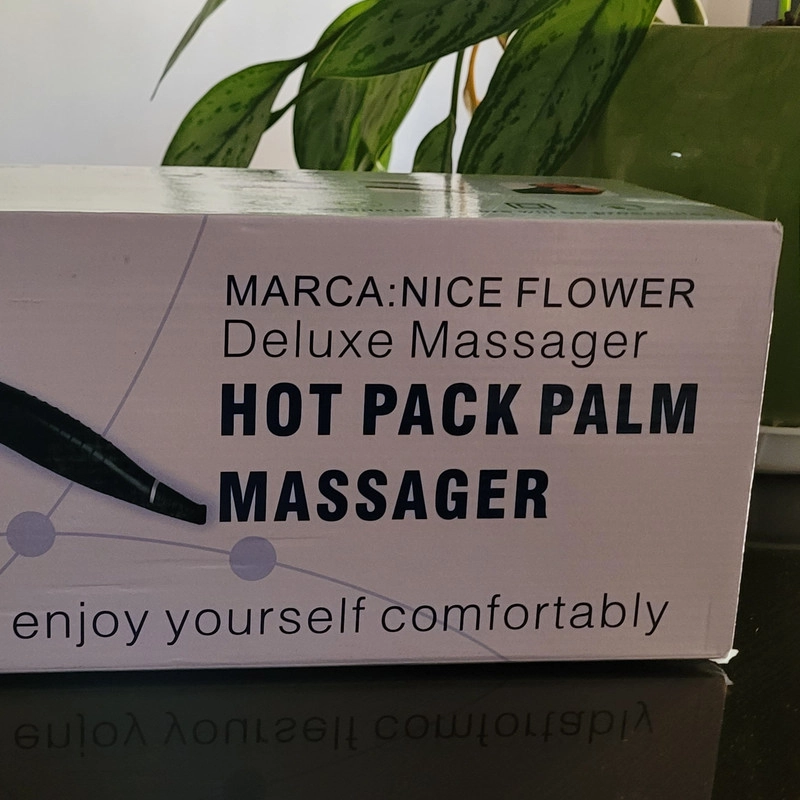 MARCA:NICE FLOWER
Deluxe Massager
HOT PACK PALM
MASSAGER
enjoy yourself comfortably